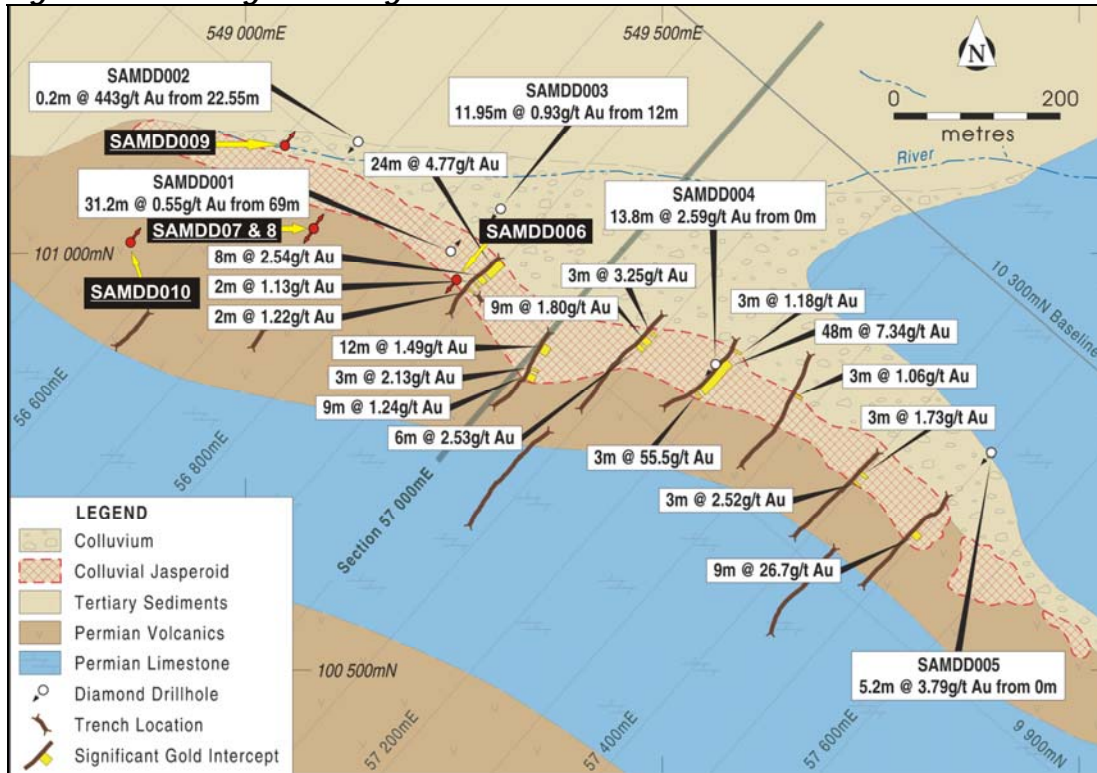 549 000mE
549 500mE
N
0 200
metres
SAMDD002
0.2m @ 443g/t Au from 22.55m
SAMDD003
11.95m @ 0.93g/t Au from 12m
SAMDD009
24m @ 4.77g/t Au
River
SAMDD001
31.2m @ 0.55g/t Au from 69m
SAMDD004
13.8m @ 2.59g/t Au from 0m
SAMDD07 & 8
SAMDD006
101 000mN
8m @ 2.54g/t Au
3m @ 3.25g/t Au
10 300mN Baseline
2m @ 1.13g/t Au
SAMDD010
9m @ 1.80g/t Au
3m @ 1.18g/t Au
2m @ 1.22g/t Au
48m @ 7.34g/t Au
12m @ 1.49g/t Au
3m @ 2.13g/t Au
3m @ 1.06g/t Au
9m @ 1.24g/t Au
3m @ 1.73g/t Au
56 600mE
6m @ 2.53g/t Au
3m @ 55.5g/t Au
56 800mE
3m @ 2.52g/t Au
Section 57 000mE
9m @ 26.7g/t Au
LEGEND
Colluvium
Colluvial Jasperoid
Tertiary Sediments
Permian Volcanics
Permian Limestone
Diamond Drillhole
Trench Location
Significant Gold Intercept
100 500mN
SAMDD005
5.2m @ 3.79g/t Au from 0m
57 200mE
57 400mE
57 600mE
9 900mN